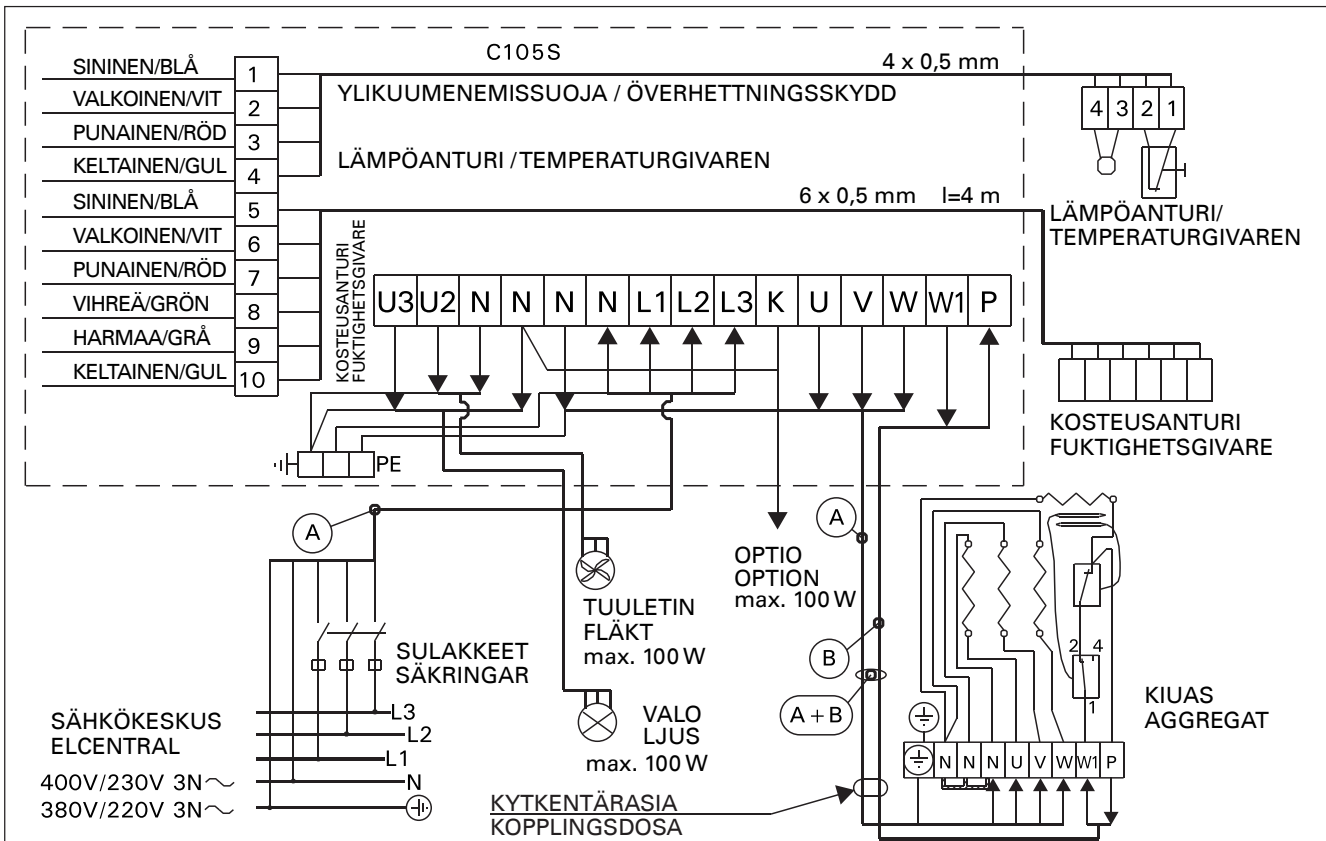 C105S
SININEN/BLÅ 1
VALKOINEN/VIT 2
PUNAINEN/RÖD 3
KELTAINEN/GUL 4
SININEN/BLÅ 5
VALKOINEN/VIT 6
PUNAINEN/RÖD 7
VIHREÄ/GRÖN 8
HARMAA/GRÅ 9
KELTAINEN/GUL 10
4 x 0,5 mm
YLIKUUMENEMISSUOJA / ÖVERHETTNINGSSKYDD
LÄMPÖANTURI / TEMPERATURGIVAREN
6 x 0,5 mm l=4 m
4 3 2 1
LÄMPÖANTURI/
TEMPERATURGIVAREN
KOSTEUSANTURI
FUKTIGHETSGIVARE
U3 U2 N N N N L1 L2 L3 K U V W W1 P
KOSTEUSANTURI
FUKTIGHETSGIVARE
PE
A
A
B
A + B
OPTIO
OPTION
max. 100 W
TUULETIN
FLÄKT
max. 100 W
SULAKKEET
SÄKRINGAR
VALO
LJUS
max. 100 W
SÄHKÖKESKUS
ELCENTRAL
L3
L2
L1
400V/230V 3N~ N
380V/220V 3N~
KYTKENTÄRASIA
KOPPLINGSDOSA
2 4
1
KIUAS
AGGREGAT
N N N U V W W1 P